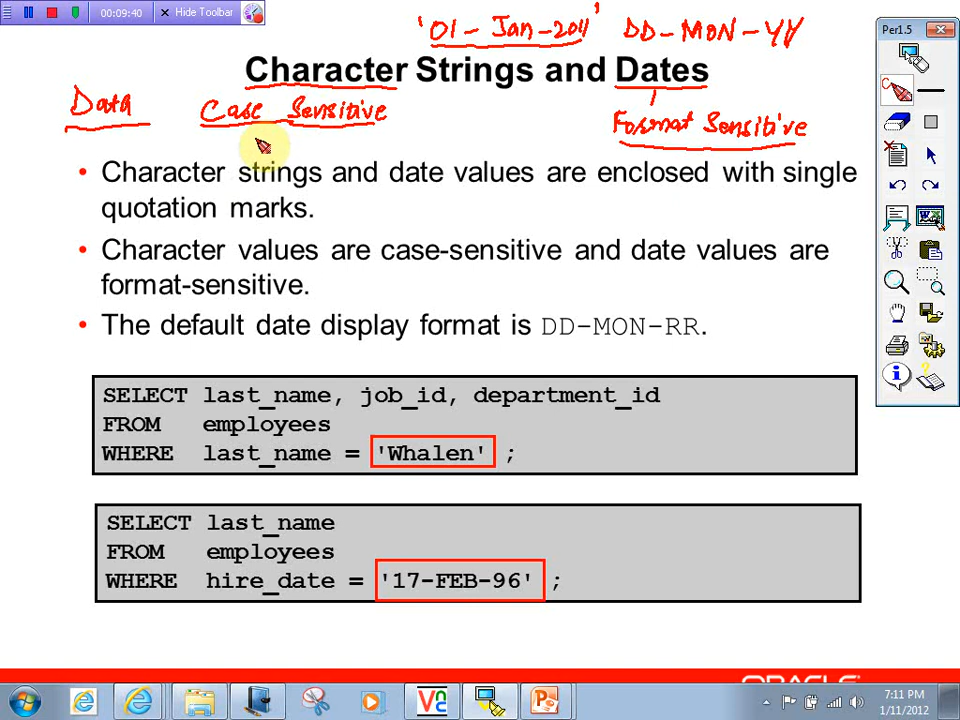 00:09:40 × Hide Toolbar
'01 - Jan - 2011' DD - MON - YY
Per1.5
Character Strings and Dates
Data Case Sensitive Format Sensitive
• Character strings and date values are enclosed with single
quotation marks.
• Character values are case-sensitive and date values are
format-sensitive.
• The default date display format is DD-MON-RR.
SELECT last_name, job_id, department_id
FROM employees
WHERE last_name = 'Whalen' ;
SELECT last_name
FROM employees
WHERE hire_date = '17-FEB-96' ;
ORACLE
7:11 PM
1/11/2012